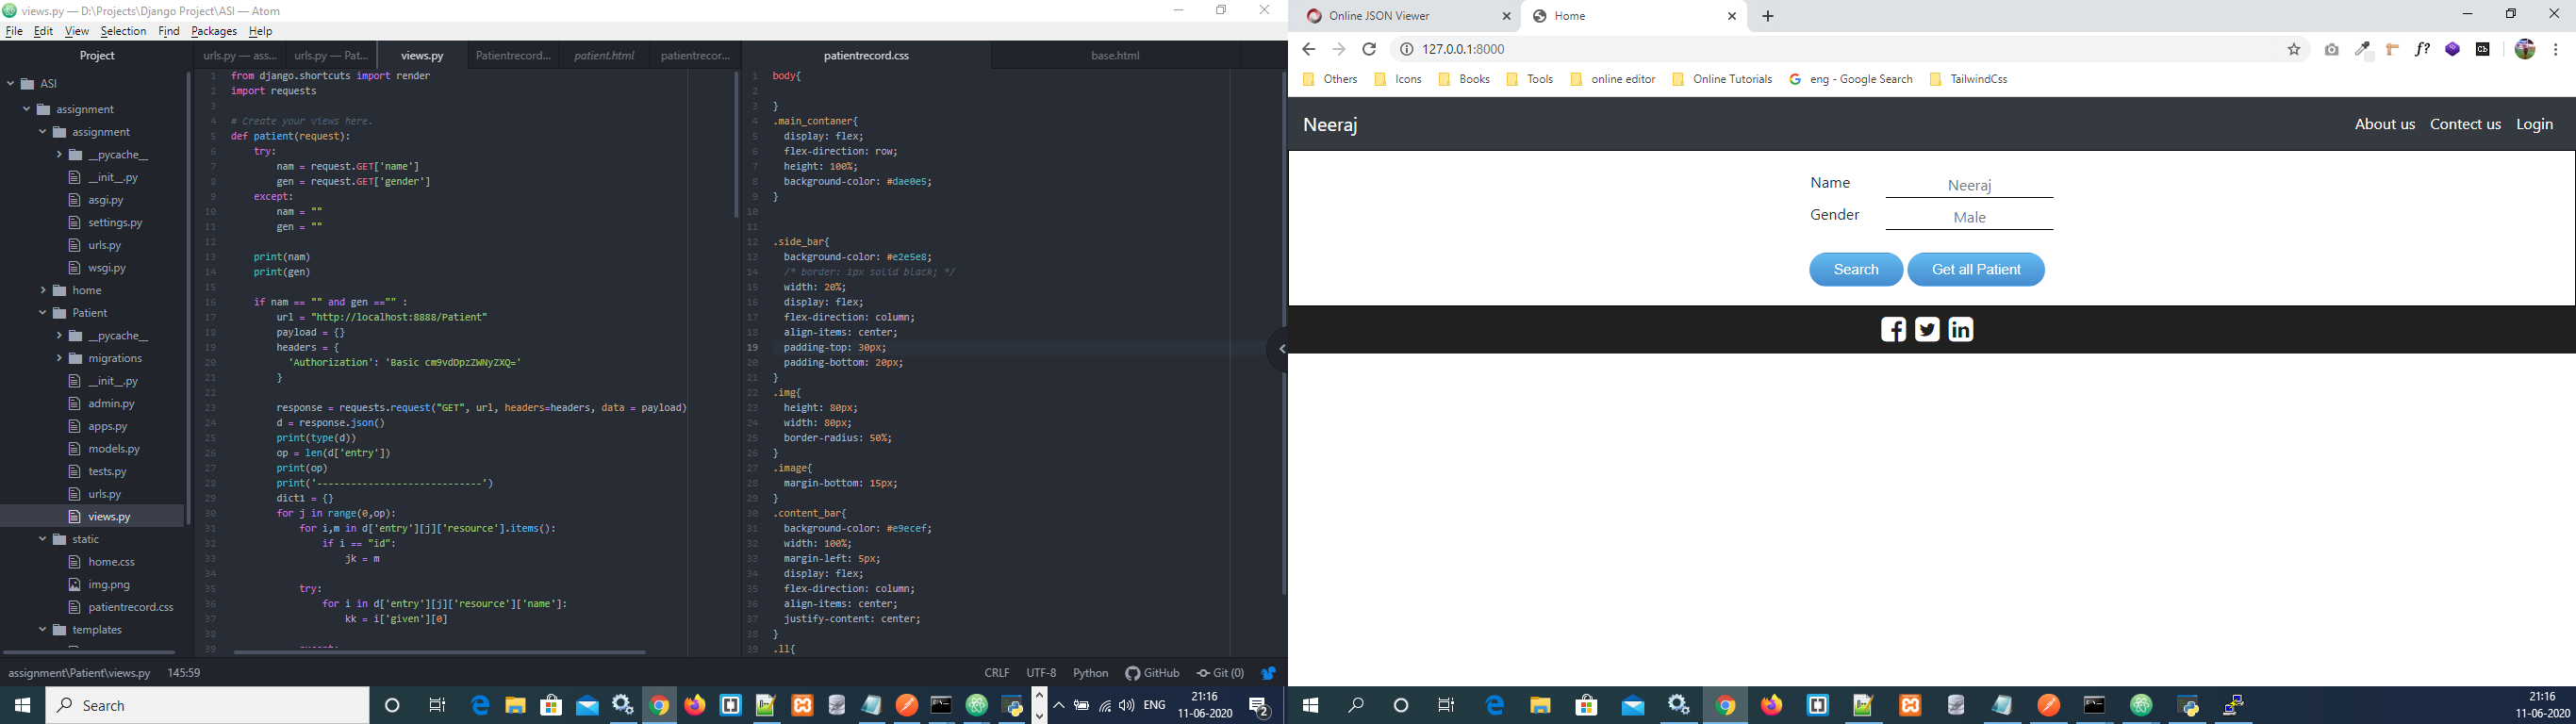 views.py — D:\Projects\Django Project\ASI — Atom
File Edit View Selection Find Packages Help
Project
ASI
assignment
assignment
__pycache__
__init__.py
asgi.py
settings.py
urls.py
wsgi.py
home
Patient
__pycache__
migrations
__init__.py
admin.py
apps.py
models.py
tests.py
urls.py
views.py
static
home.css
img.png
patientrecord.css
templates
urls.py — ass... urls.py — Pat... views.py Patientrecord... patient.html patientrecor...
1 from django.shortcuts import render
2 import requests
3
4 # Create your views here.
5 def patient(request):
6 try:
7 nam = request.GET['name']
8 gen = request.GET['gender']
9 except:
10 nam = ""
11 gen = ""
12
13 print(nam)
14 print(gen)
15
16 if nam == "" and gen =="" :
17 url = "http://localhost:8888/Patient"
18 payload = {}
19 headers = {
20 'Authorization': 'Basic cm9vdDpzZWNyZXQ='
21 }
22
23 response = requests.request("GET", url, headers=headers, data = payload)
24 d = response.json()
25 print(type(d))
26 op = len(d['entry'])
27 print(op)
28 print('-----------------------------')
29 dict1 = {}
30 for j in range(0,op):
31 for i,m in d['entry'][j]['resource'].items():
32 if i == "id":
33 jk = m
34
35 try:
36 for i in d['entry'][j]['resource']['name']:
37 kk = i['given'][0]
38
39
patientrecord.css base.html
1 body{
2
3 }
4 .main_contaner{
5 display: flex;
6 flex-direction: row;
7 height: 100%;
8 background-color: #dae0e5;
9 }
10
11
12 .side_bar{
13 background-color: #e2e5e8;
14 /* border: 1px solid black; */
15 width: 20%;
16 display: flex;
17 flex-direction: column;
18 align-items: center;
19 padding-top: 30px;
20 padding-bottom: 20px;
21 }
22 .img{
23 height: 80px;
24 width: 80px;
25 border-radius: 50%;
26 }
27 .image{
28 margin-bottom: 15px;
29 }
30 .content_bar{
31 background-color: #e9ecef;
32 width: 100%;
33 margin-left: 5px;
34 display: flex;
35 flex-direction: column;
36 align-items: center;
37 justify-content: center;
38 }
39 .ll{
assignment\Patient\views.py 145:59
CRLF UTF-8 Python GitHub Git (0)
Search
ENG
21:16
11-06-2020
2
Online JSON Viewer Home
127.0.0.1:8000
f?
Others Icons Books Tools online editor Online Tutorials eng - Google Search TailwindCss
Neeraj
About us Contect us Login
Name Neeraj
Gender Male
Search Get all Patient
21:16
11-06-2020